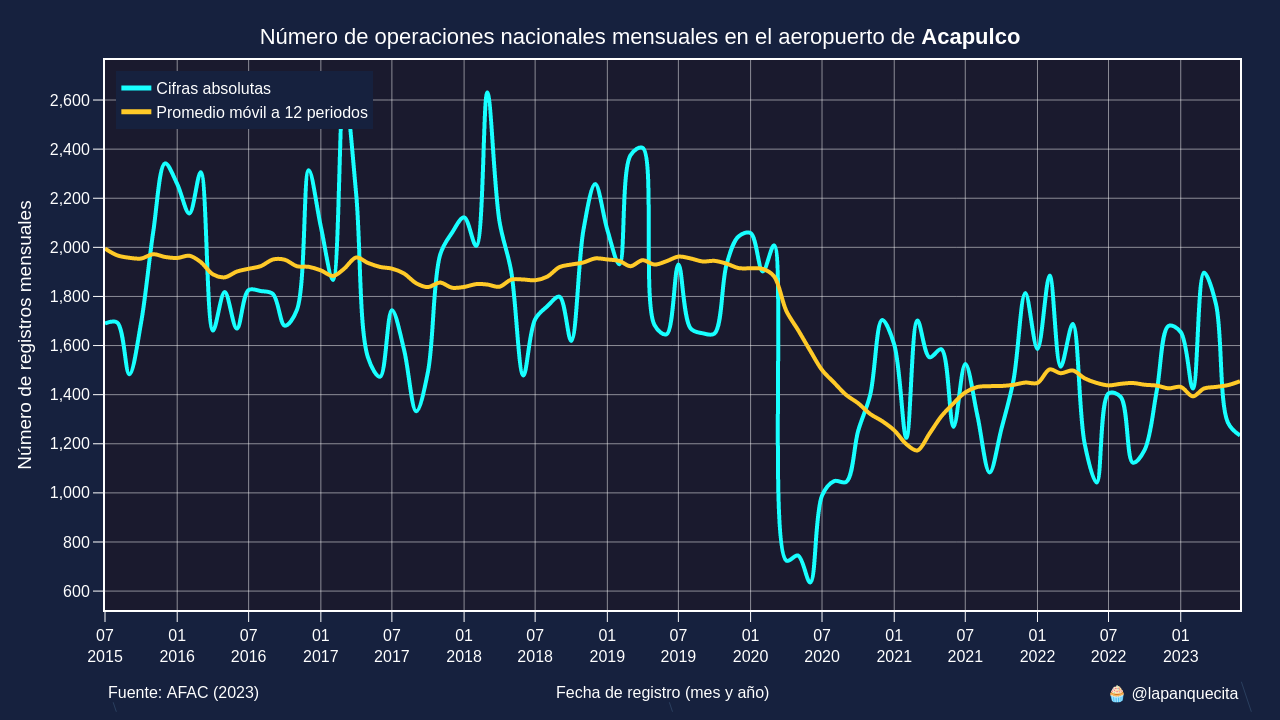 Número de operaciones nacionales mensuales en el aeropuerto de Acapulco
Cifras absolutas
Promedio móvil a 12 periodos
Número de registros mensuales
2,600
2,400
2,200
2,000
1,800
1,600
1,400
1,200
1,000
800
600
07 01 07 01 07 01 07 01 07 01 07 01 07 01 07 01
2015 2016 2016 2017 2017 2018 2018 2019 2019 2020 2020 2021 2021 2022 2022 2023
Fuente: AFAC (2023)
Fecha de registro (mes y año)
🧁 @lapanquecita